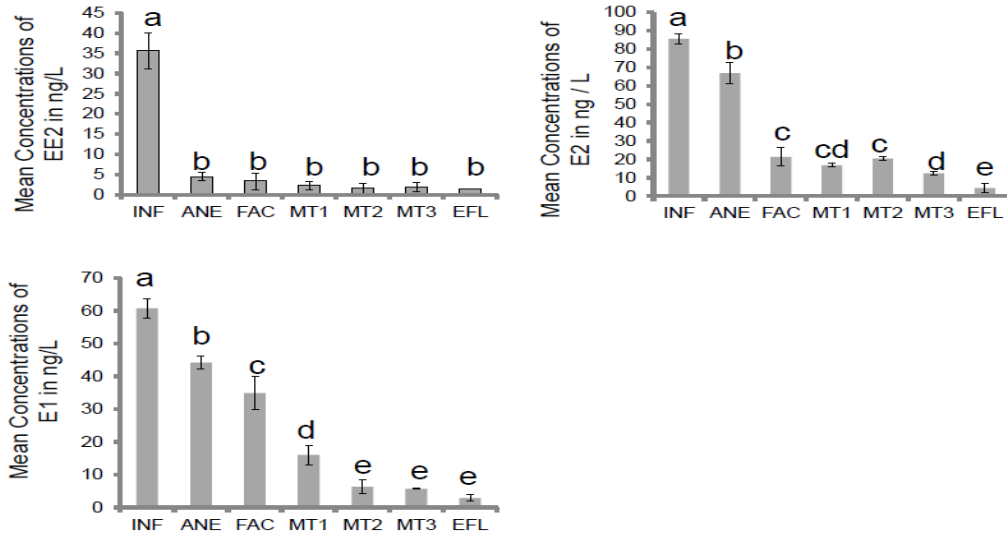 Mean Concentrations of
EE2 in ng/L
45
40
35
30
25
20
15
10
5
0
a
b
b
b
b
b
b
INF ANE FAC MT1 MT2 MT3 EFL
Mean Concentrations of
E2 in ng / L
100
90
80
70
60
50
40
30
20
10
0
a
b
c
cd
c
d
e
INF ANE FAC MT1 MT2 MT3 EFL
Mean Concentrations of
E1 in ng/L
70
60
50
40
30
20
10
0
a
b
c
d
e
e
e
INF ANE FAC MT1 MT2 MT3 EFL